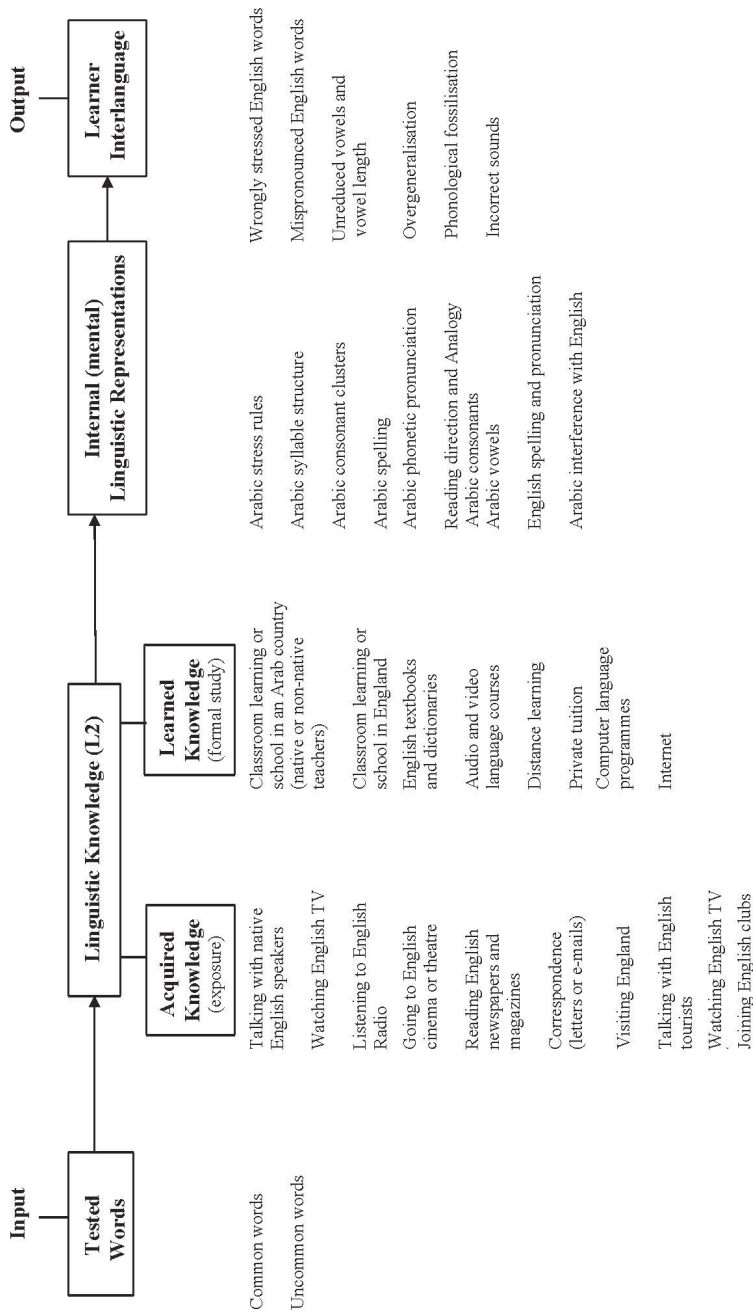 Input
Tested
Words
Common words
Uncommon words
Linguistic Knowledge (L2)
Acquired
Knowledge
(exposure)
Talking with native
English speakers
Watching English TV
Listening to English
Radio
Going to English
cinema or theatre
Reading English
newspapers and
magazines
Correspondence
(letters or e-mails)
Visiting England
Talking with English
tourists
Watching English TV
Joining English clubs
Learned
Knowledge
(formal study)
Classroom learning or
school in an Arab country
(native or non-native
teachers)
Classroom learning or
school in England
English textbooks
and dictionaries
Audio and video
language courses
Distance learning
Private tuition
Computer language
programmes
Internet
Internal (mental)
Linguistic Representations
Arabic stress rules
Arabic syllable structure
Arabic consonant clusters
Arabic spelling
Arabic phonetic pronunciation
Reading direction and Analogy
Arabic consonants
Arabic vowels
English spelling and pronunciation
Arabic interference with English
Output
Learner
Interlanguage
Wrongly stressed English words
Mispronounced English words
Unreduced vowels and
vowel length
Overgeneralisation
Phonological fossilisation
Incorrect sounds